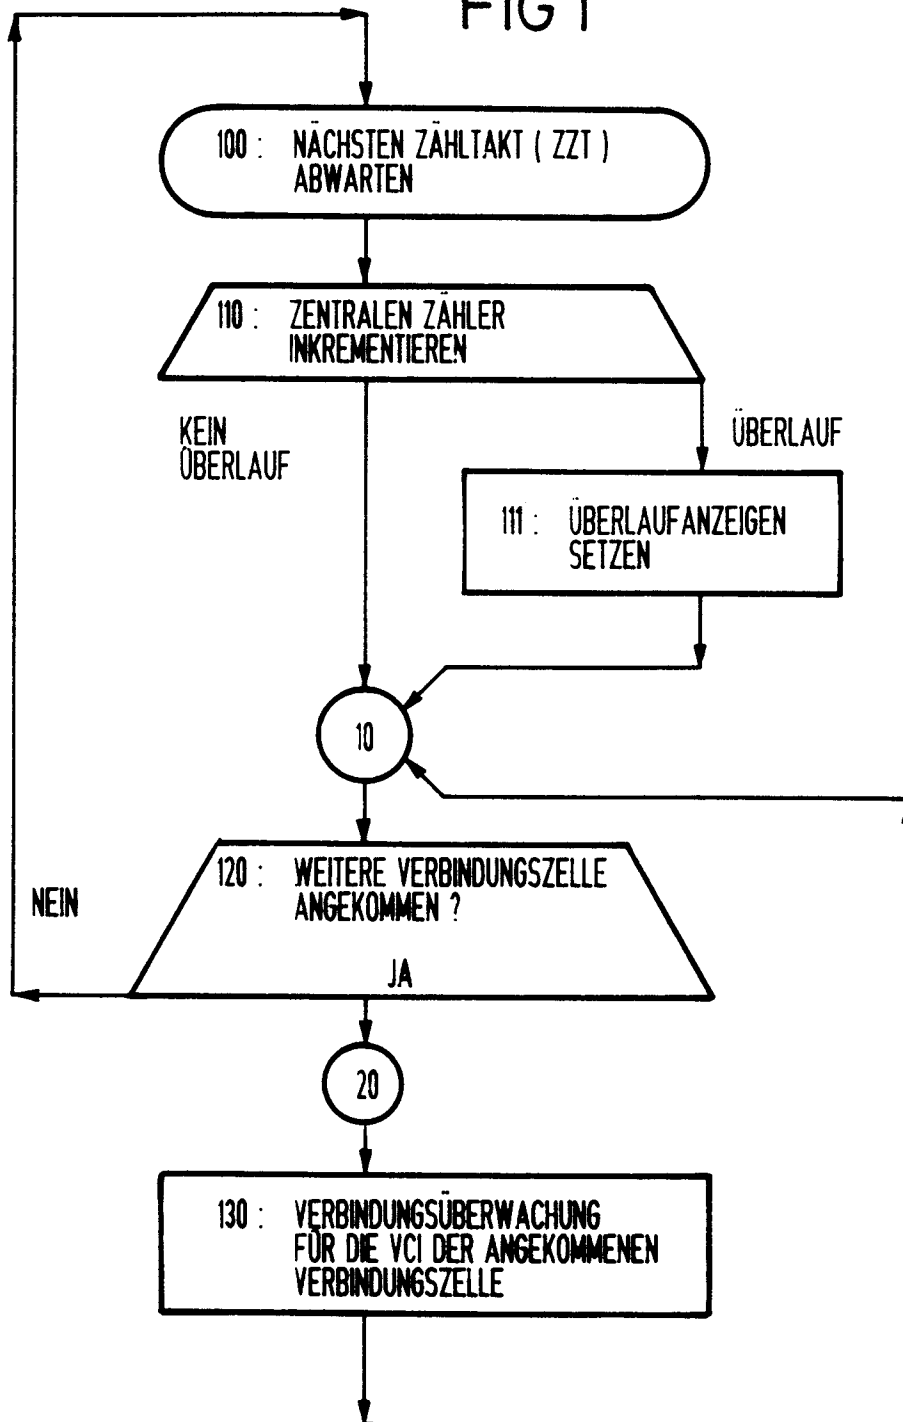 FIG 1
100 : NÄCHSTEN ZÄHLTAKT ( ZZT )
ABWARTEN
110 : ZENTRALEN ZÄHLER
INKREMENTIEREN
KEIN
ÜBERLAUF
ÜBERLAUF
111 : ÜBERLAUFANZEIGEN
SETZEN
10
120 : WEITERE VERBINDUNGSZELLE
ANGEKOMMEN ?
NEIN
JA
20
130 : VERBINDUNGSÜBERWACHUNG
FÜR DIE VCI DER ANGEKOMMENEN
VERBINDUNGSZELLE